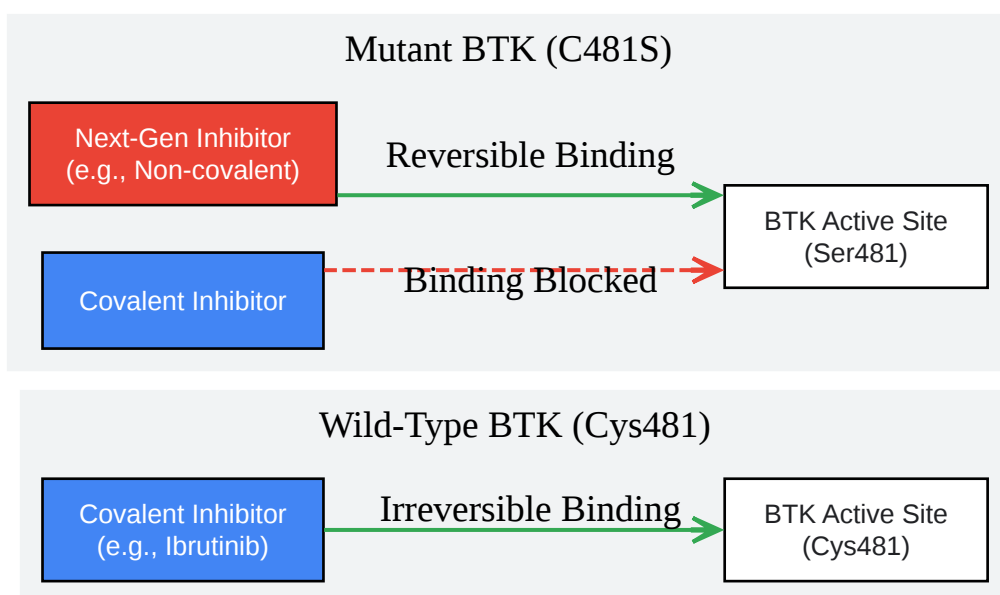 Mutant BTK (C481S)
Next-Gen Inhibitor
(e.g., Non-covalent)
Reversible Binding
BTK Active Site
(Ser481)
Covalent Inhibitor
Binding Blocked
Wild-Type BTK (Cys481)
Covalent Inhibitor
(e.g., Ibrutinib)
Irreversible Binding
BTK Active Site
(Cys481)